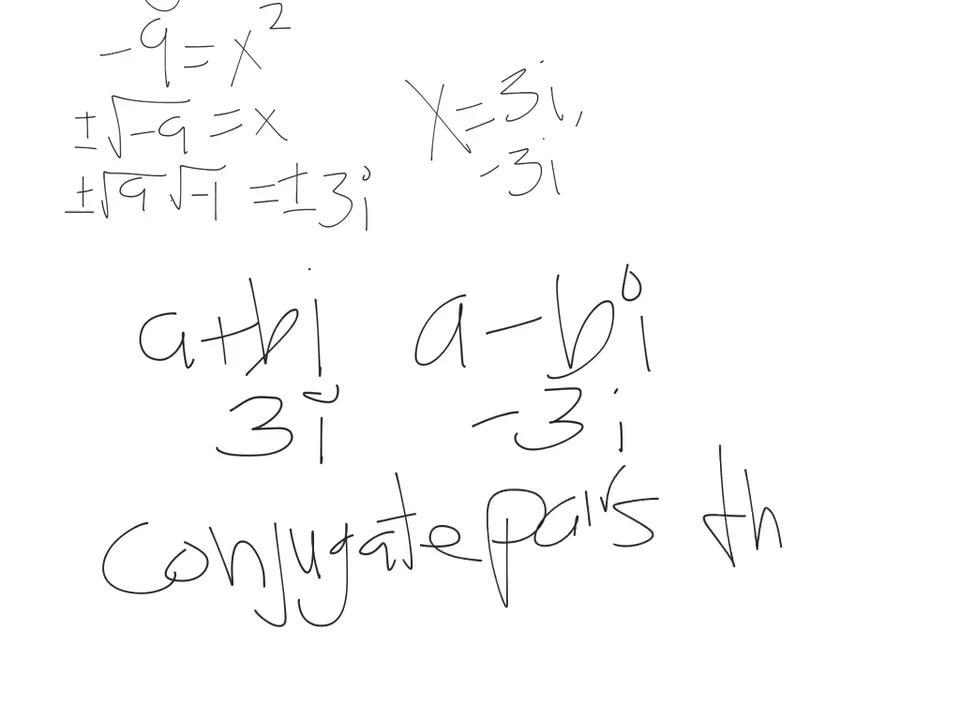 -9 = x²
±√-9 = x
±√9 √-1 = ±3i
x = 3i,
-3i
a+bi a-bi
3i -3i
conjugate pairs th